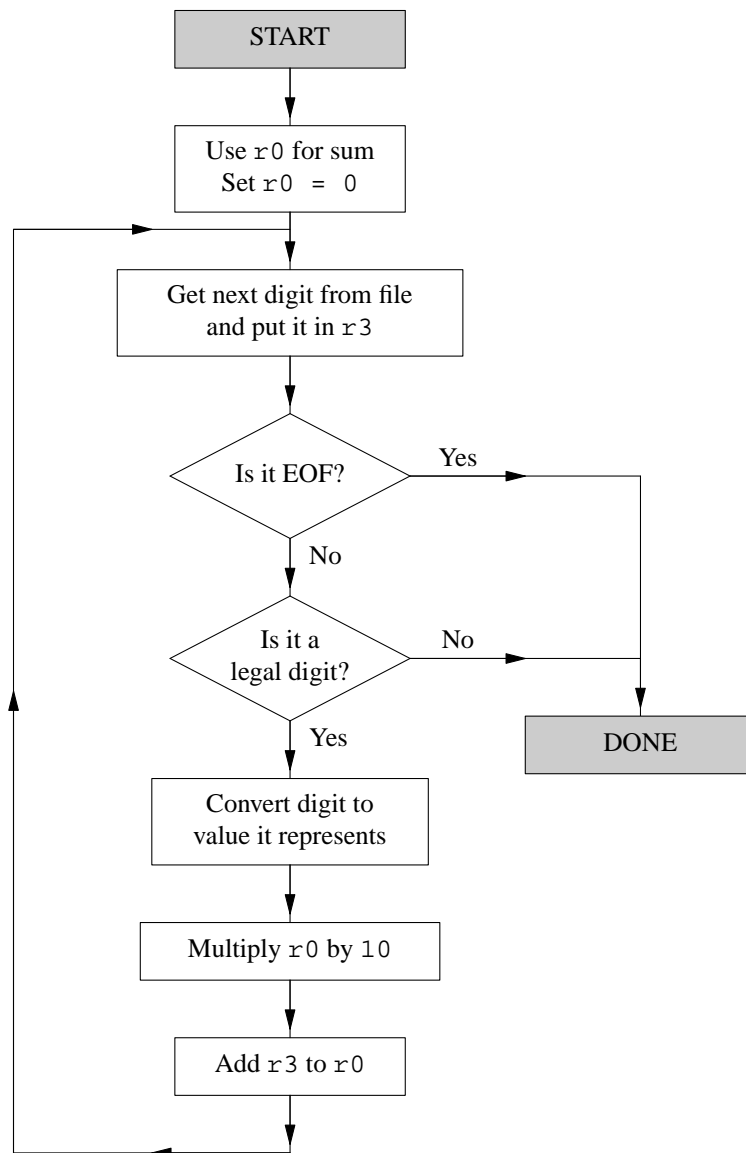 START
Use r0 for sum
Set r0 = 0
Get next digit from file
and put it in r3
Is it EOF?
Yes
No
Is it a
legal digit?
No
Yes
DONE
Convert digit to
value it represents
Multiply r0 by 10
Add r3 to r0